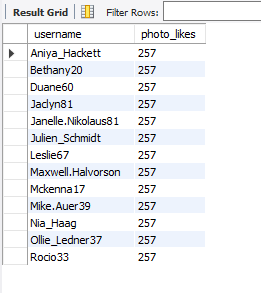 Result Grid Filter Rows:
username photo_likes
Aniya_Hackett 257
Bethany20 257
Duane60 257
Jaclyn81 257
Janelle.Nikolaus81 257
Julien_Schmidt 257
Leslie67 257
Maxwell.Halvorson 257
Mckenna17 257
Mike.Auer39 257
Nia_Haag 257
Ollie_Ledner37 257
Rocio33 257